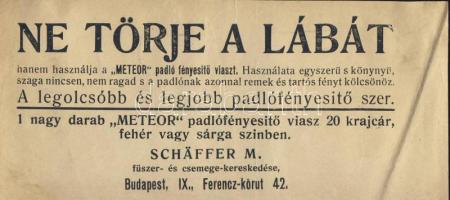 NE TÖRJE A LÁBÁT
hanem használja a „METEOR" padló fényesitő viaszt. Használata egyszerű s könnyü,
szaga nincsen, nem ragad s a padlónak azonnal remek és tartós fényt kölcsönöz.
A legolcsóbb és legjobb padlófényesitő szer.
1 nagy darab „METEOR" padlófényesitő viasz 20 krajcár,
fehér vagy sárga szinben.
SCHÄFFER M.
füszer- és csemege-kereskedése,
Budapest, IX., Ferencz-körut 42.